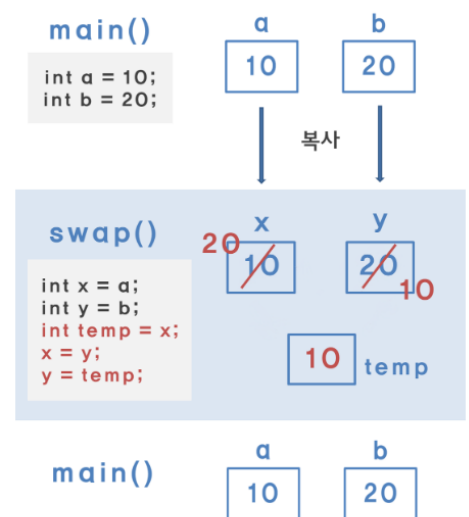 main()
a
b
int a = 10;
int b = 20;
10
20
복사
swap()
x
y
20
10
20
10
int x = a;
int y = b;
int temp = x;
x = y;
y = temp;
10
temp
main()
a
b
10
20